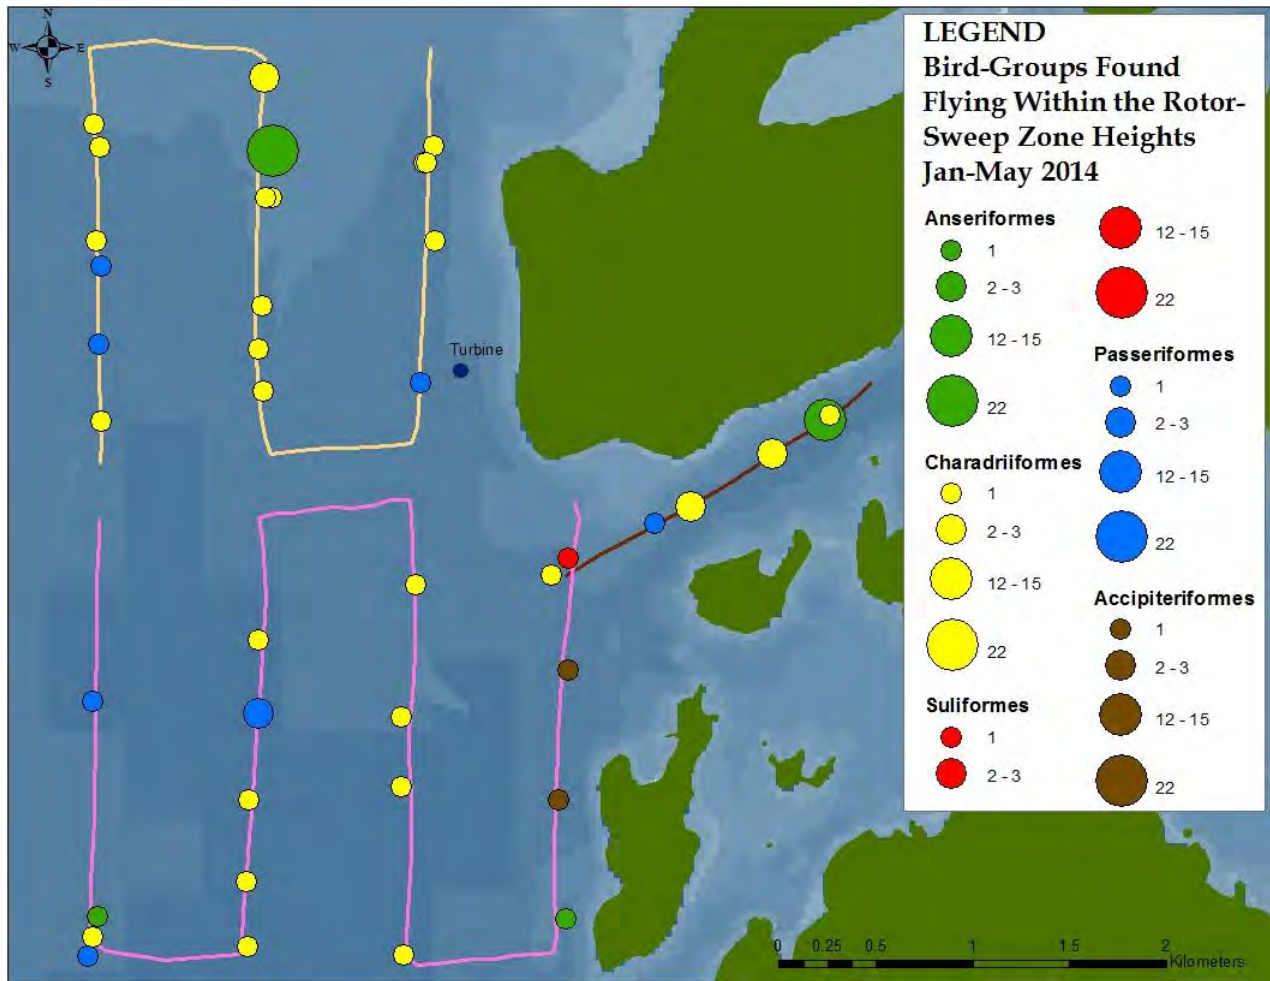 N
W E
S
LEGEND
Bird-Groups Found
Flying Within the Rotor-
Sweep Zone Heights
Jan-May 2014
Anseriformes
1
2 - 3
12 - 15
22
Charadriiformes
1
2 - 3
12 - 15
22
Suliformes
1
2 - 3
12 - 15
22
Passeriformes
1
2 - 3
12 - 15
22
Accipiteriformes
1
2 - 3
12 - 15
22
Turbine
0 0.25 0.5 1 1.5 2
Kilometers